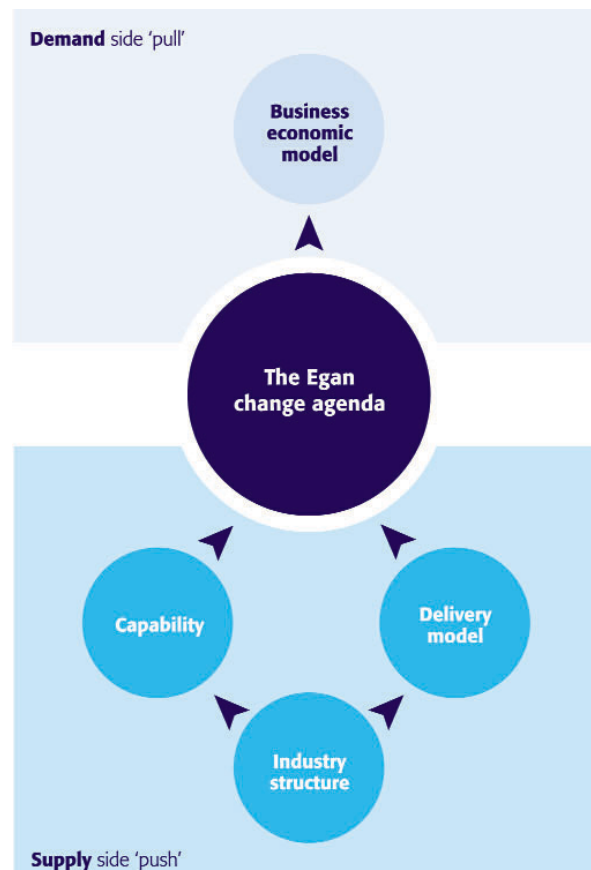 Demand side ‘pull’
Business
economic
model
The Egan
change agenda
Capability
Delivery
model
Industry
structure
Supply side ‘push’